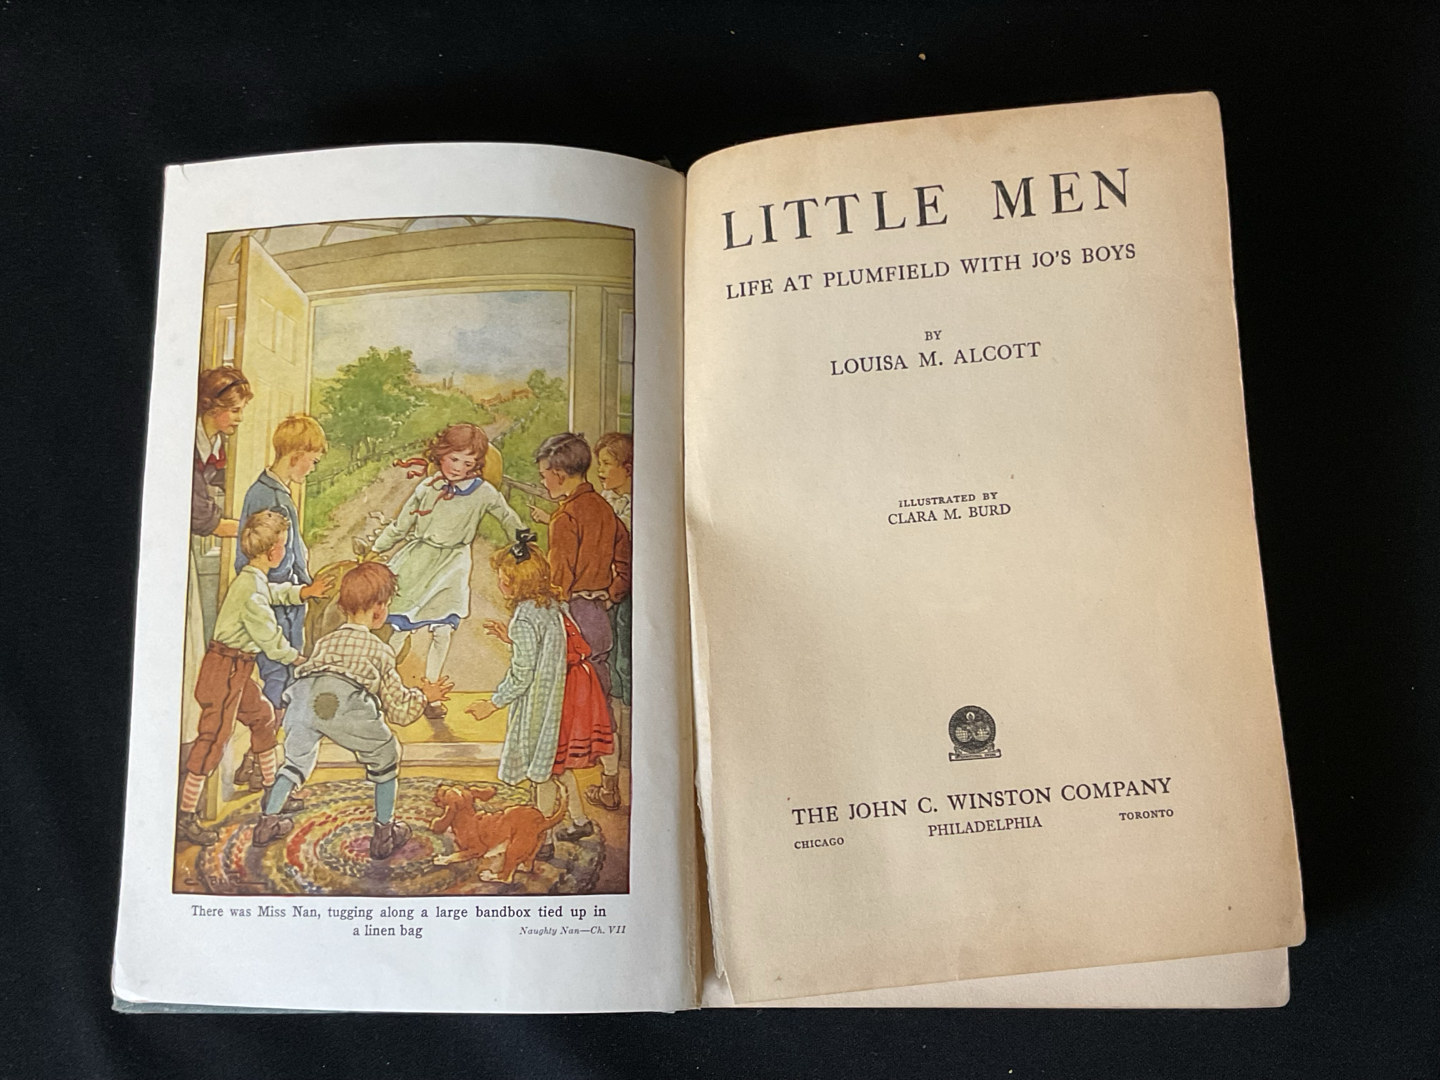 There was Miss Nan, tugging along a large bandbox tied up in
a linen bag
Naughty Nan—Ch. VII
LITTLE MEN
LIFE AT PLUMFIELD WITH JO'S BOYS
BY
LOUISA M. ALCOTT
ILLUSTRATED BY
CLARA M. BURD
THE JOHN C. WINSTON COMPANY
CHICAGO PHILADELPHIA TORONTO